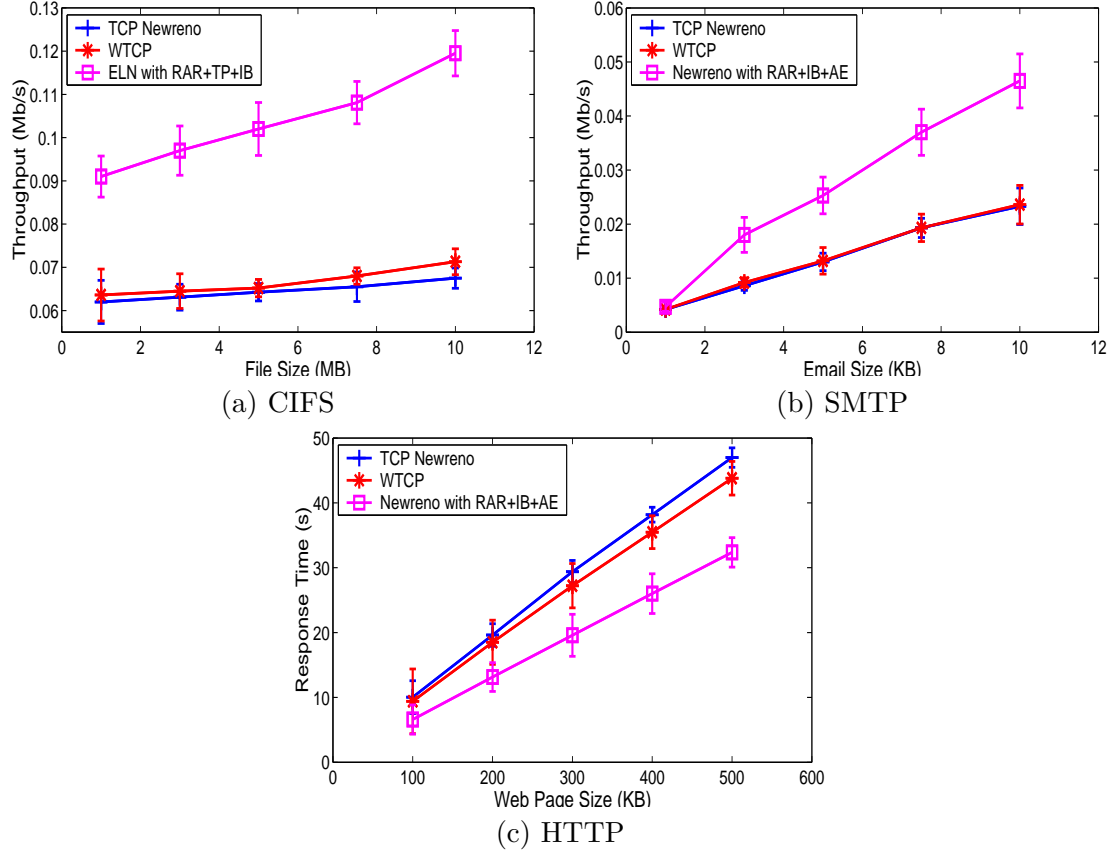 0.13
0.12
0.11
0.1
0.09
0.08
0.07
0.06
Throughput (Mb/s)
TCP Newreno
WTCP
ELN with RAR+TP+IB
0 2 4 6 8 10 12
File Size (MB)
(a) CIFS
0.06
0.05
0.04
0.03
0.02
0.01
0
Throughput (Mb/s)
TCP Newreno
WTCP
Newreno with RAR+IB+AE
0 2 4 6 8 10 12
Email Size (KB)
(b) SMTP
50
40
30
20
10
0
Response Time (s)
TCP Newreno
WTCP
Newreno with RAR+IB+AE
0 100 200 300 400 500 600
Web Page Size (KB)
(c) HTTP